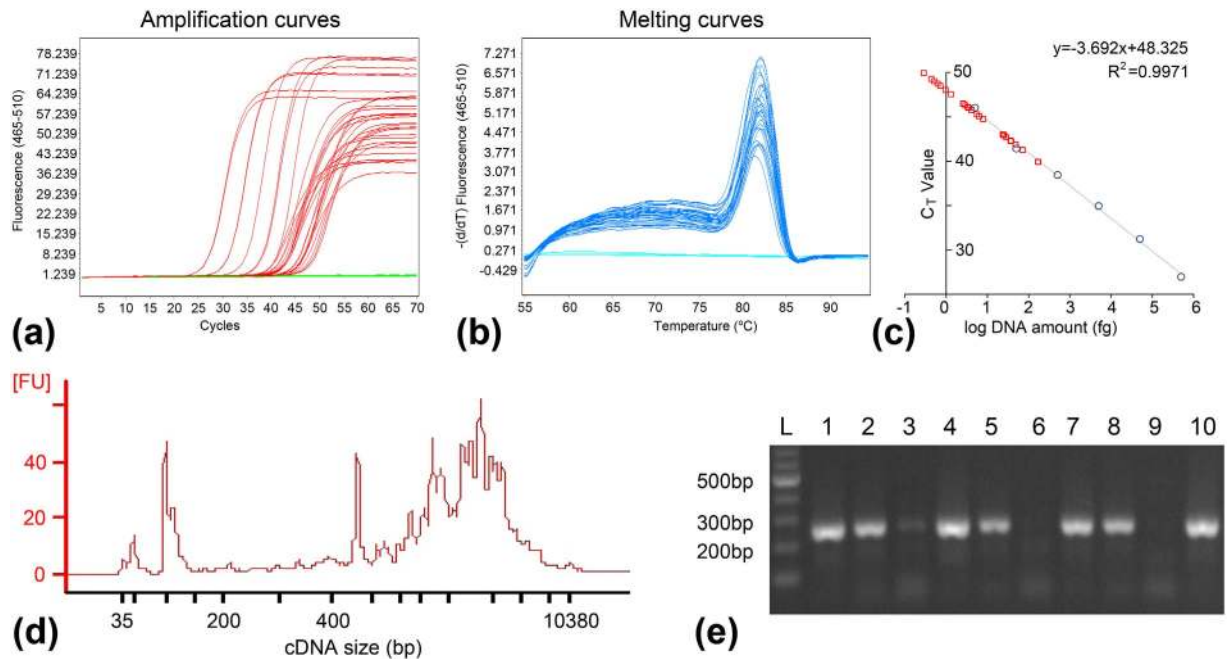 Amplification curves
Fluorescence (465-510)
78.239
71.239
64.239
57.239
50.239
43.239
36.239
29.239
22.239
15.239
8.239
1.239
5 10 15 20 25 30 35 40 45 50 55 60 65 70
Cycles
(a)
Melting curves
-(d/dT) Fluorescence (465-510)
7.271
6.571
5.871
5.171
4.471
3.771
3.071
2.371
1.671
0.971
0.271
-0.429
55 60 65 70 75 80 85 90
Temperature (°C)
(b)
y=-3.692x+48.325
R²=0.9971
C_T Value
50
40
30
-1 0 1 2 3 4 5 6
log DNA amount (fg)
(c)
[FU]
40
20
0
35 200 400 10380
cDNA size (bp)
(d)
L 1 2 3 4 5 6 7 8 9 10
500bp
300bp
200bp
(e)